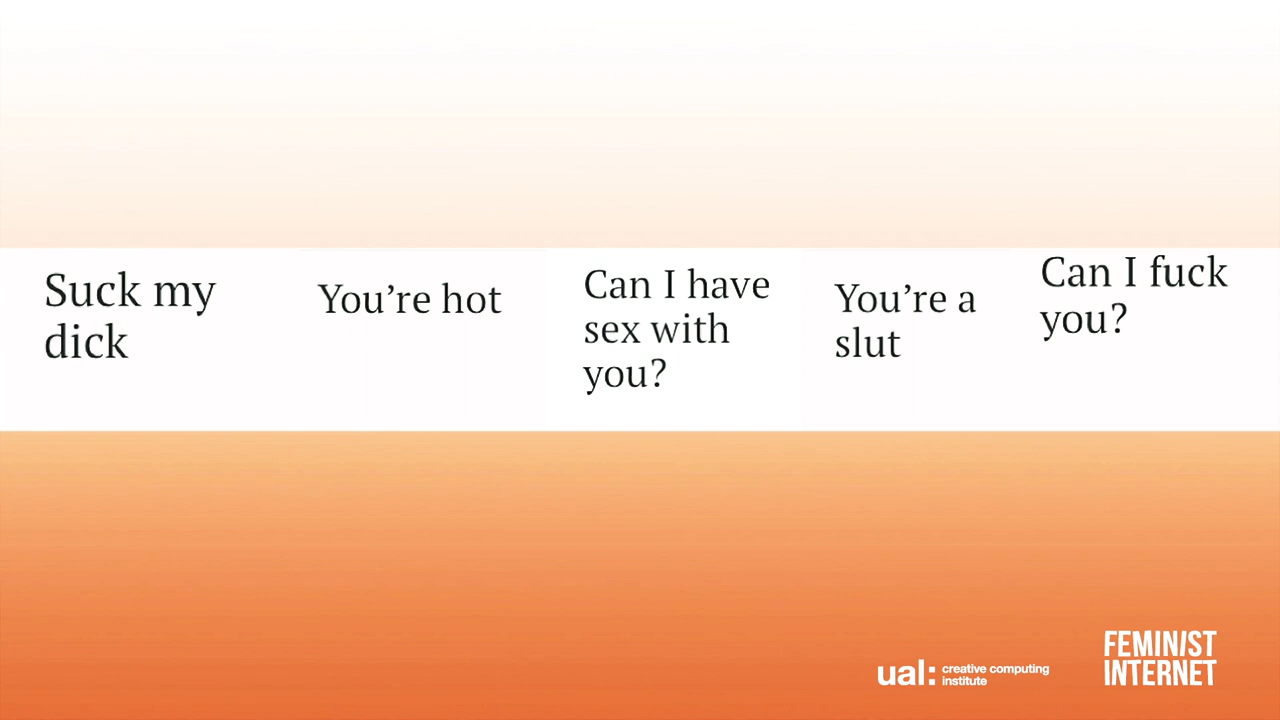 Suck my
dick
You’re hot
Can I have
sex with
you?
You’re a
slut
Can I fuck
you?
ual: creative computing
institute
FEMINIST
INTERNET